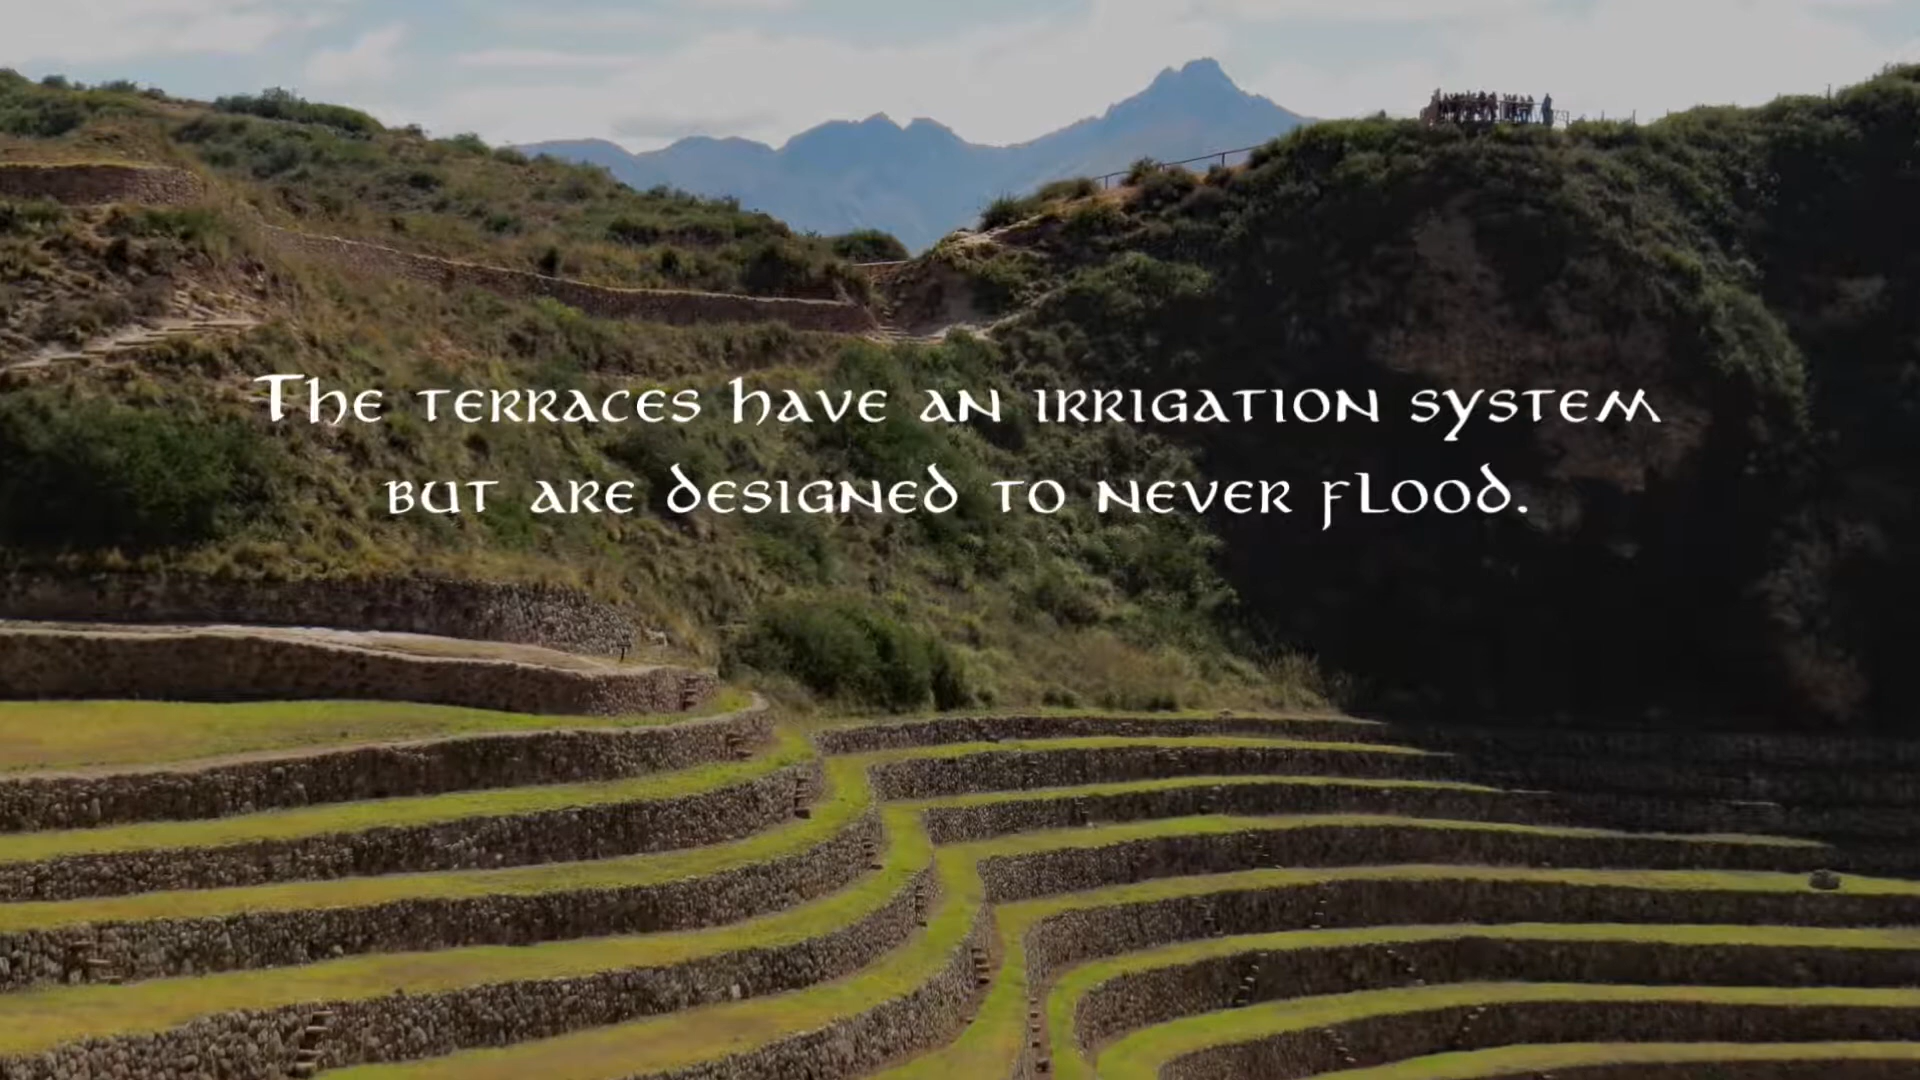 The terraces have an irrigation system
but are designed to never flood.